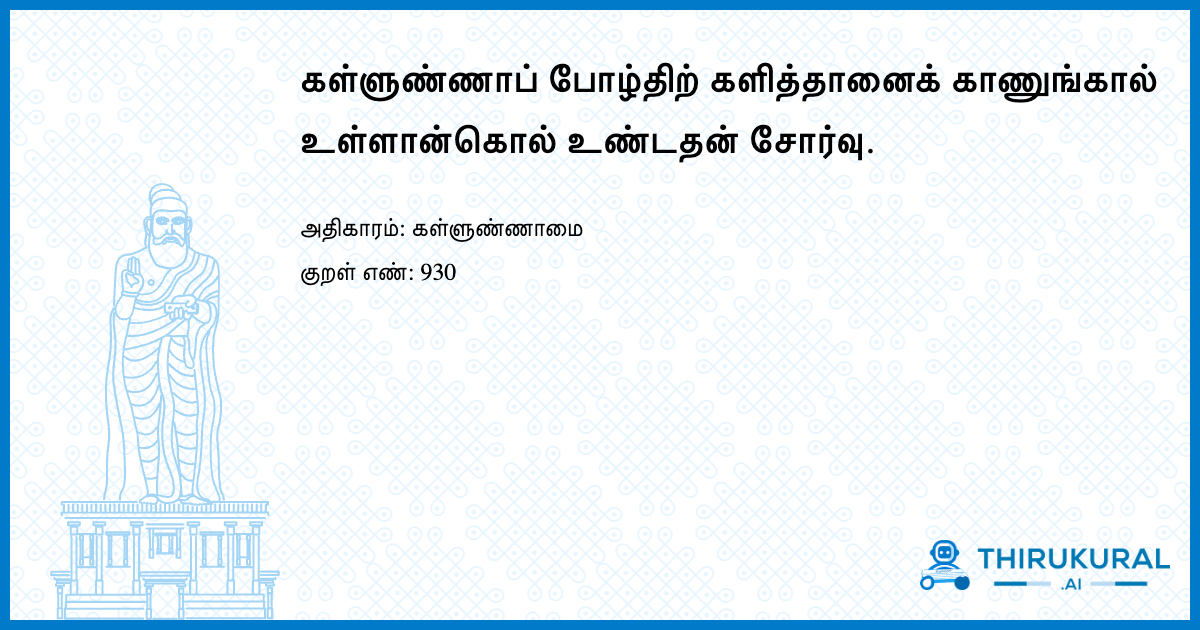 கள்ளுண்ணாப் போழ்திற் களித்தானைக் காணுங்கால்
உள்ளான்கொல் உண்டதன் சோர்வு.
அதிகாரம்: கள்ளுண்ணாமை
குறள் எண்: 930
THIRUKURAL
.AI